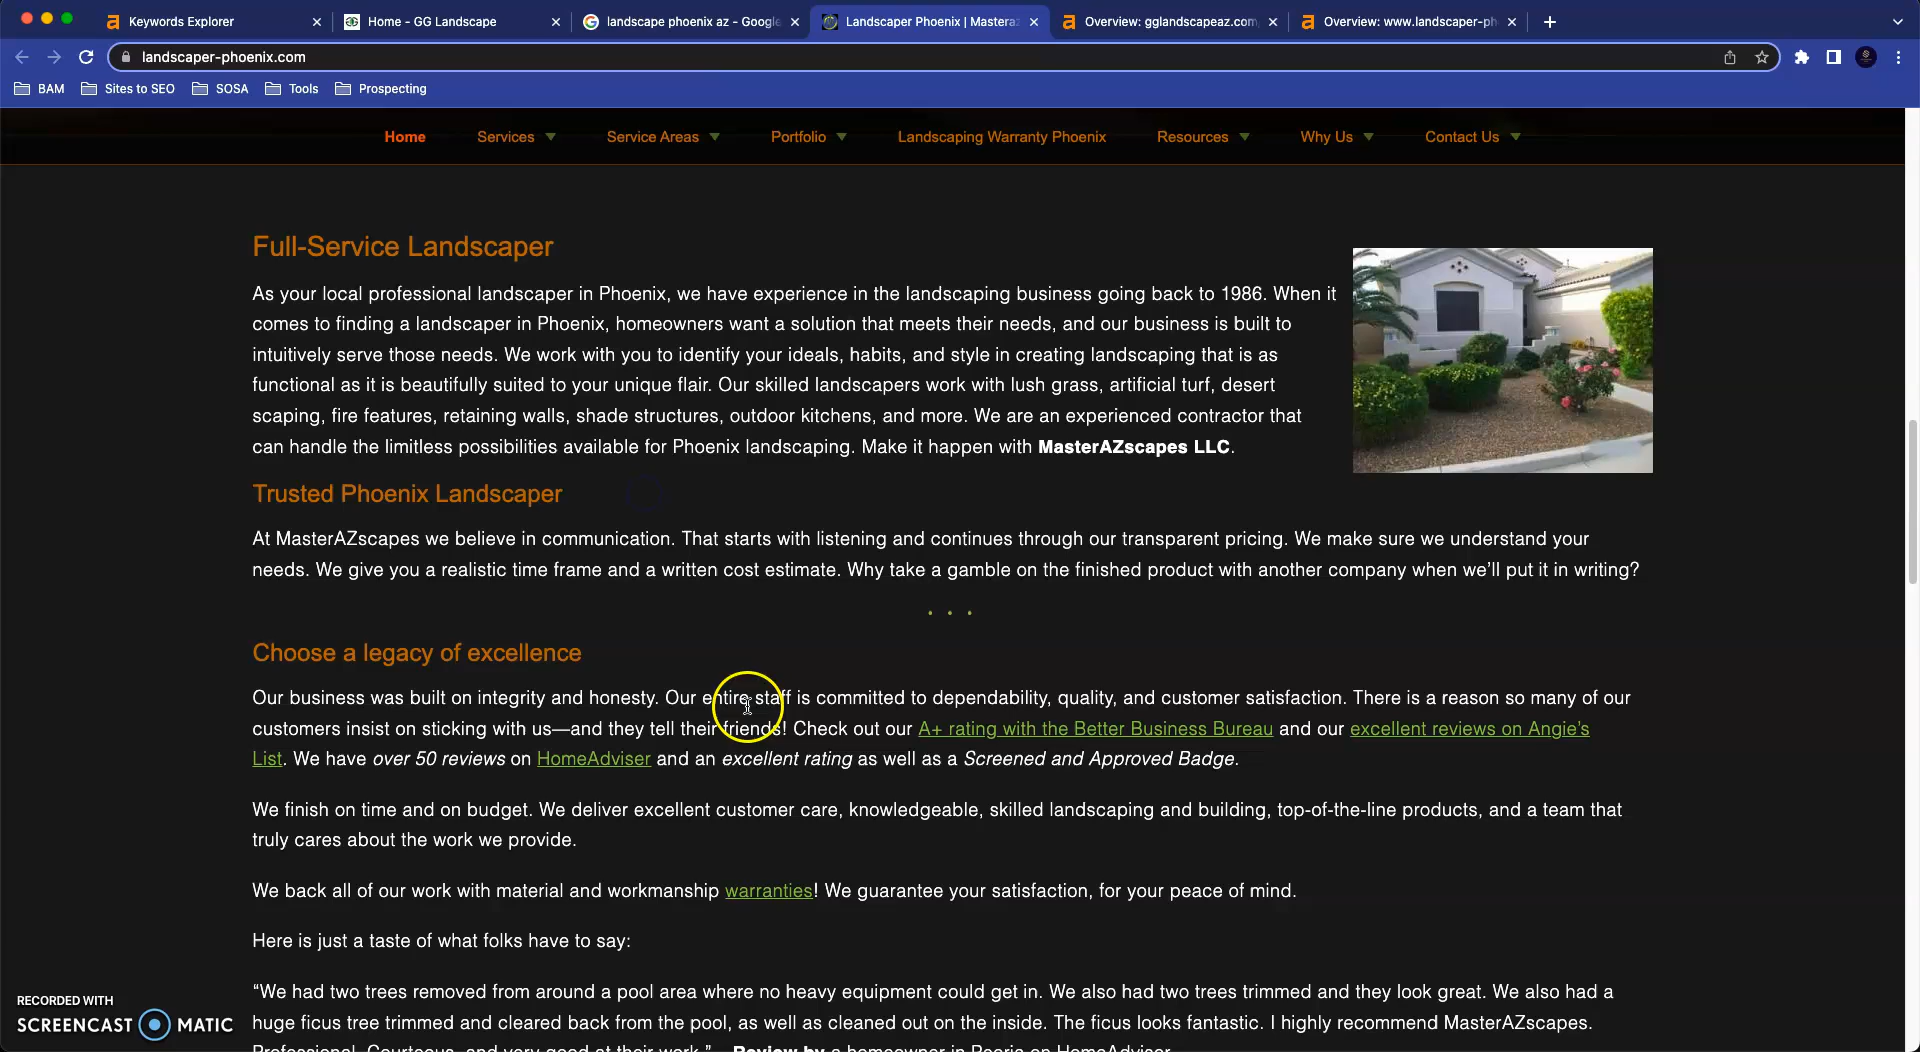 Keywords Explorer
Home - GG Landscape
landscape phoenix az - Google
Landscaper Phoenix | Masteraz
Overview: gglandscapeaz.com
Overview: www.landscaper-ph
landscaper-phoenix.com
BAM
Sites to SEO
SOSA
Tools
Prospecting
Home
Services
Service Areas
Portfolio
Landscaping Warranty Phoenix
Resources
Why Us
Contact Us
Full-Service Landscaper
As your local professional landscaper in Phoenix, we have experience in the landscaping business going back to 1986. When it
comes to finding a landscaper in Phoenix, homeowners want a solution that meets their needs, and our business is built to
intuitively serve those needs. We work with you to identify your ideals, habits, and style in creating landscaping that is as
functional as it is beautifully suited to your unique flair. Our skilled landscapers work with lush grass, artificial turf, desert
scaping, fire features, retaining walls, shade structures, outdoor kitchens, and more. We are an experienced contractor that
can handle the limitless possibilities available for Phoenix landscaping. Make it happen with MasterAZscapes LLC.
Trusted Phoenix Landscaper
At MasterAZscapes we believe in communication. That starts with listening and continues through our transparent pricing. We make sure we understand your
needs. We give you a realistic time frame and a written cost estimate. Why take a gamble on the finished product with another company when we'll put it in writing?
• • •
Choose a legacy of excellence
Our business was built on integrity and honesty. Our entire staff is committed to dependability, quality, and customer satisfaction. There is a reason so many of our
customers insist on sticking with us—and they tell their friends! Check out our A+ rating with the Better Business Bureau and our excellent reviews on Angie's
List. We have over 50 reviews on HomeAdviser and an excellent rating as well as a Screened and Approved Badge.
We finish on time and on budget. We deliver excellent customer care, knowledgeable, skilled landscaping and building, top-of-the-line products, and a team that
truly cares about the work we provide.
We back all of our work with material and workmanship warranties! We guarantee your satisfaction, for your peace of mind.
Here is just a taste of what folks have to say:
“We had two trees removed from around a pool area where no heavy equipment could get in. We also had two trees trimmed and they look great. We also had a
huge ficus tree trimmed and cleared back from the pool, as well as cleaned out on the inside. The ficus looks fantastic. I highly recommend MasterAZscapes.
Professional, Courteous, and very good at their work.” – Review by a homeowner in Peoria on HomeAdvisor
RECORDED WITH
SCREENCAST MATIC